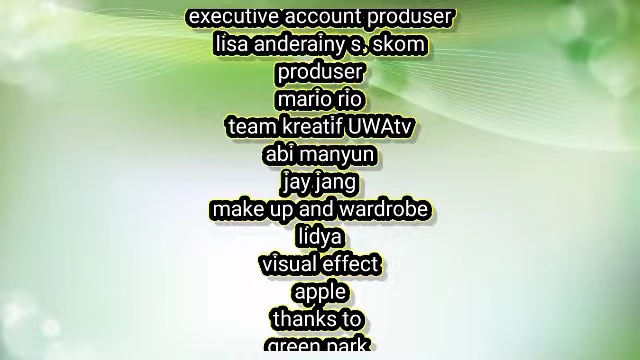 executive account produser
lisa anderainy s. skom
produser
mario rio
team kreatif UWAtv
abi manyun
jay jang
make up and wardrobe
lidya
visual effect
apple
thanks to
green park